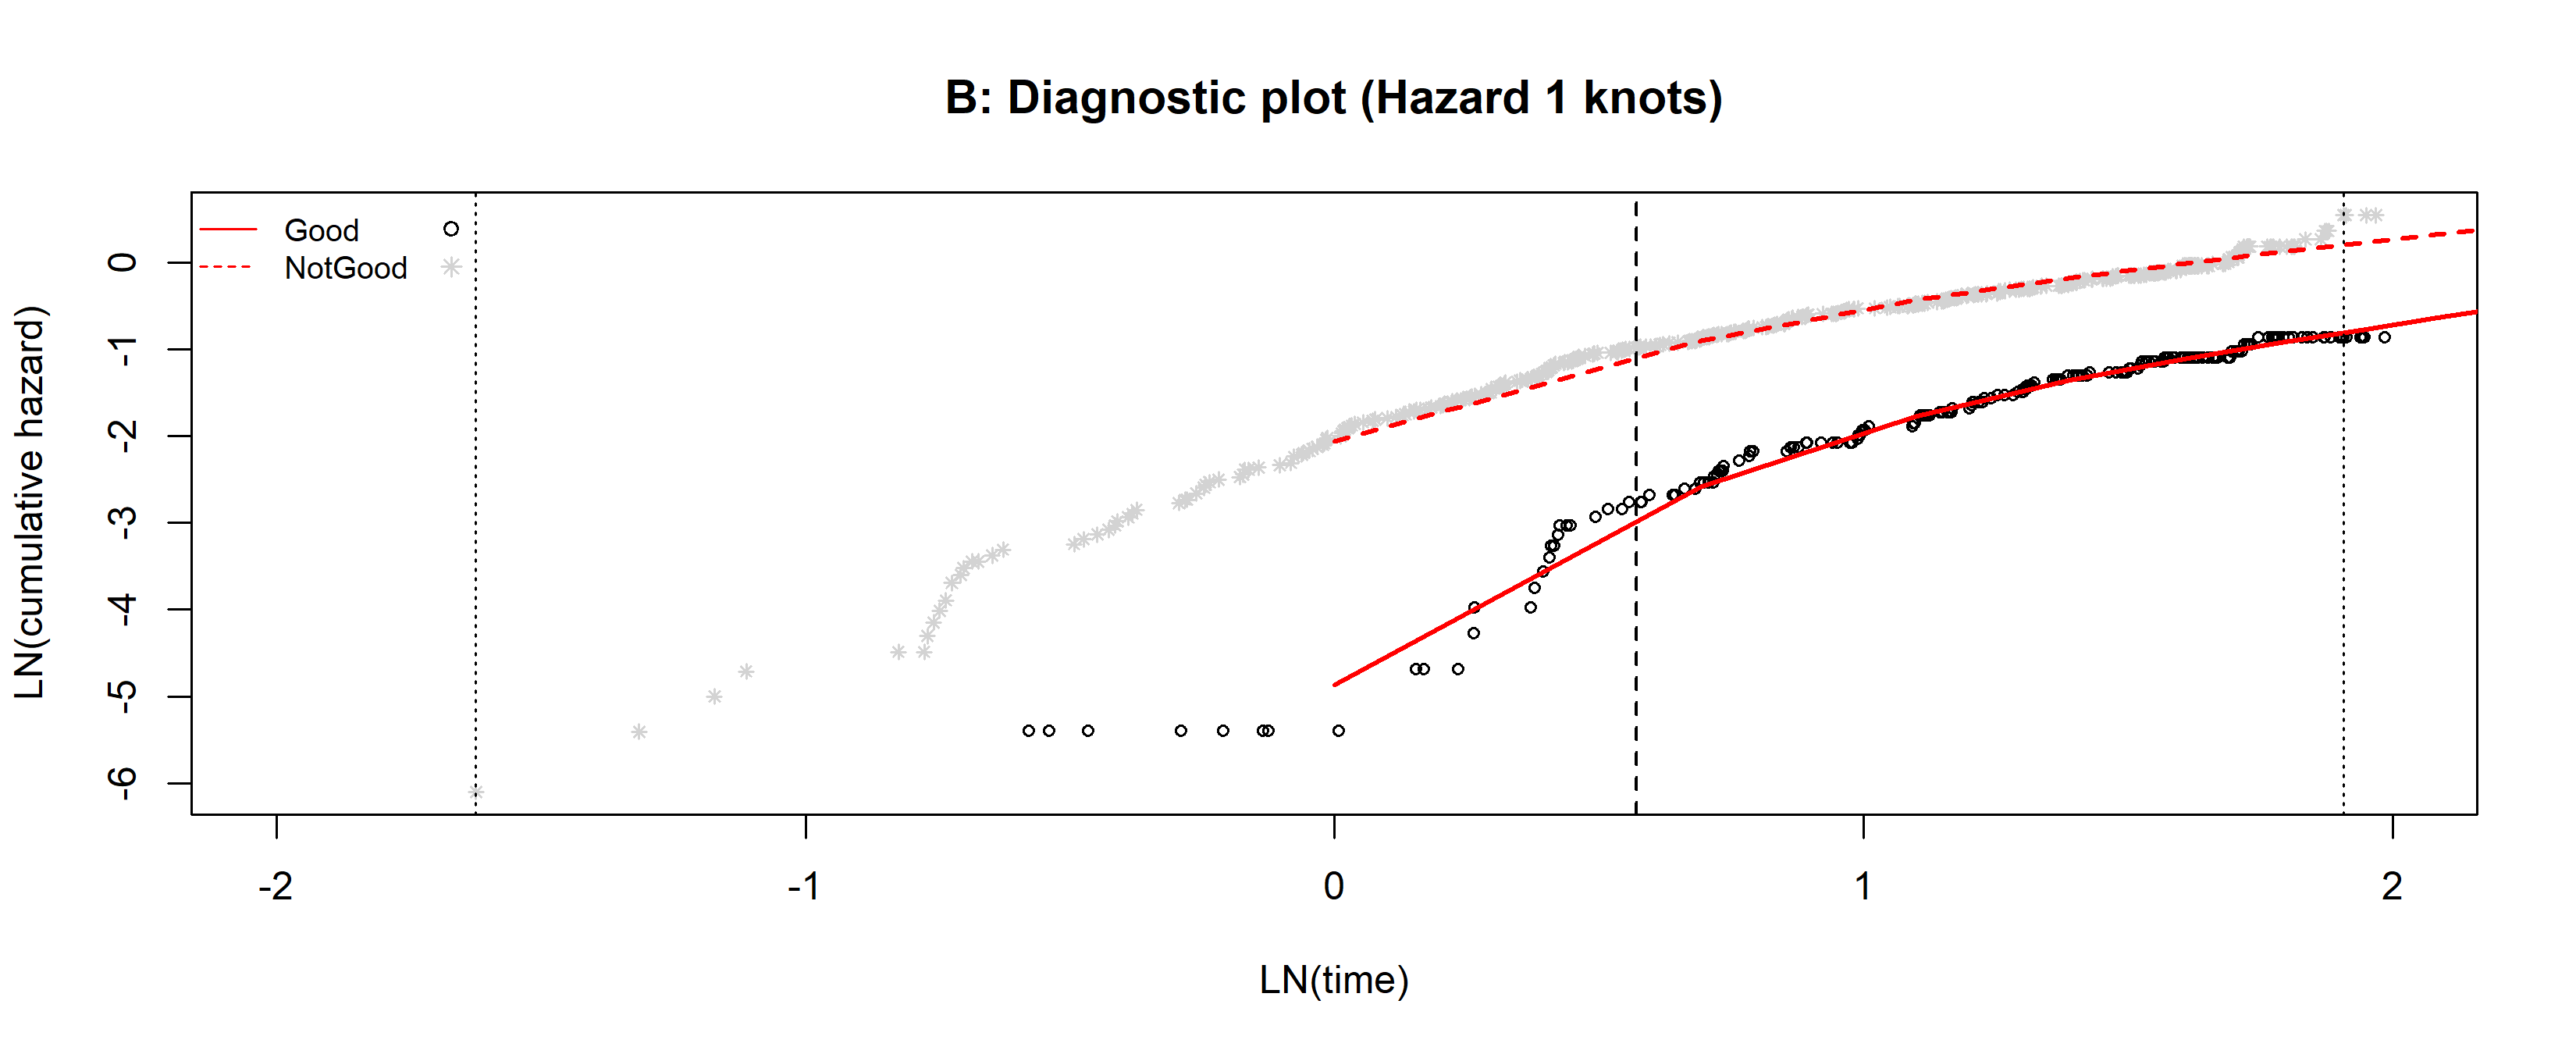 B: Diagnostic plot (Hazard 1 knots)
Good
NotGood
LN(cumulative hazard)
0
-1
-2
-3
-4
-5
-6
-2 -1 0 1 2
LN(time)